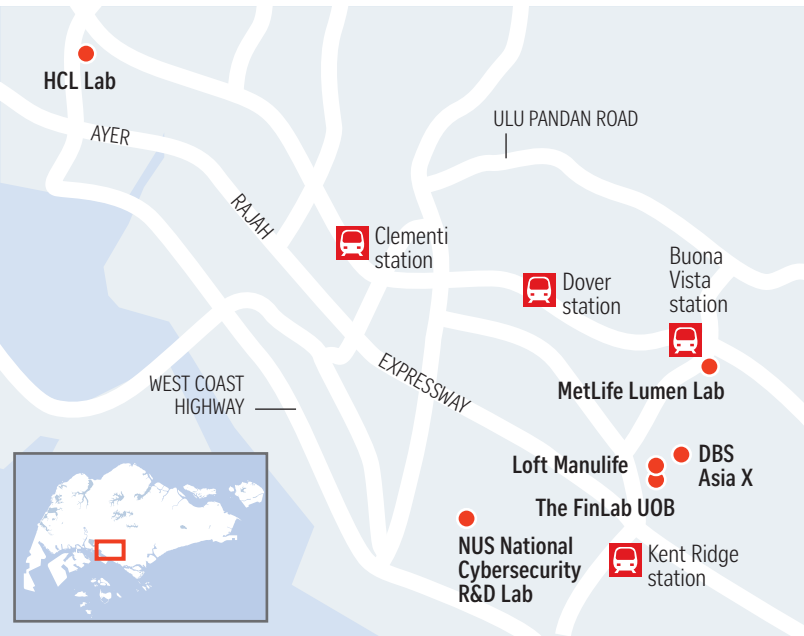 HCL Lab
AYER
RAJAH
EXPRESSWAY
ULU PANDAN ROAD
Clementi
station
Dover
station
Buona
Vista
station
MetLife Lumen Lab
WEST COAST
HIGHWAY
Loft Manulife
DBS
Asia X
The FinLab UOB
NUS National
Cybersecurity
R&D Lab
Kent Ridge
station